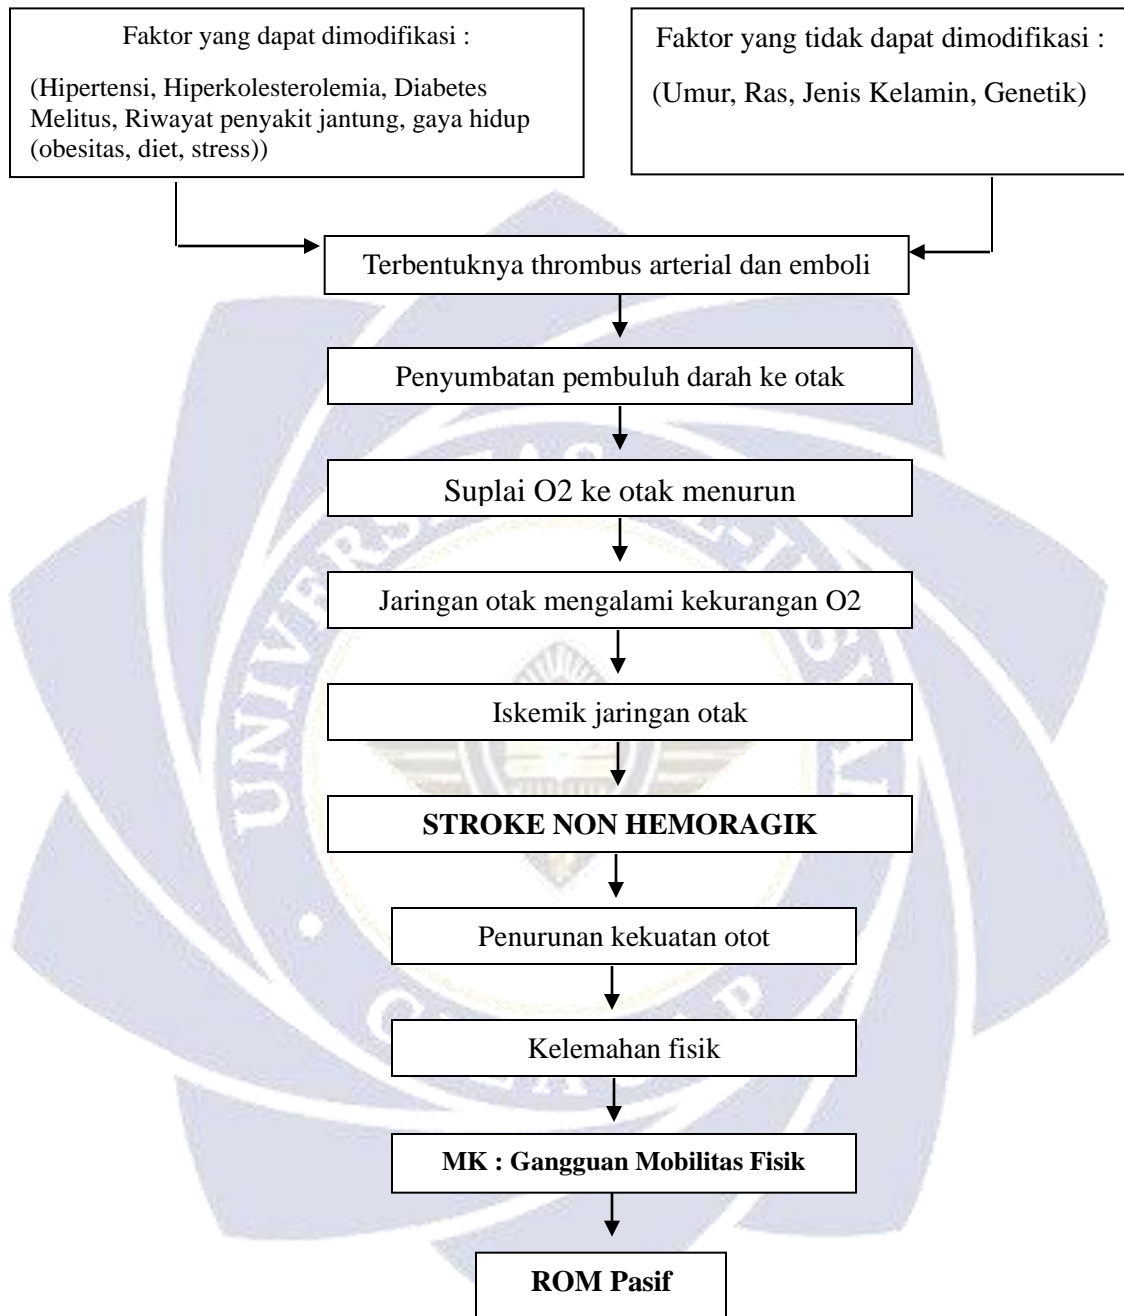 Faktor yang dapat dimodifikasi :
(Hipertensi, Hiperkolesterolemia, Diabetes
Melitus, Riwayat penyakit jantung, gaya hidup
(obesitas, diet, stress))
Faktor yang tidak dapat dimodifikasi :
(Umur, Ras, Jenis Kelamin, Genetik)
Terbentuknya thrombus arterial dan emboli
Penyumbatan pembuluh darah ke otak
Suplai O2 ke otak menurun
Jaringan otak mengalami kekurangan O2
Iskemik jaringan otak
STROKE NON HEMORAGIK
Penurunan kekuatan otot
Kelemahan fisik
MK : Gangguan Mobilitas Fisik
ROM Pasif